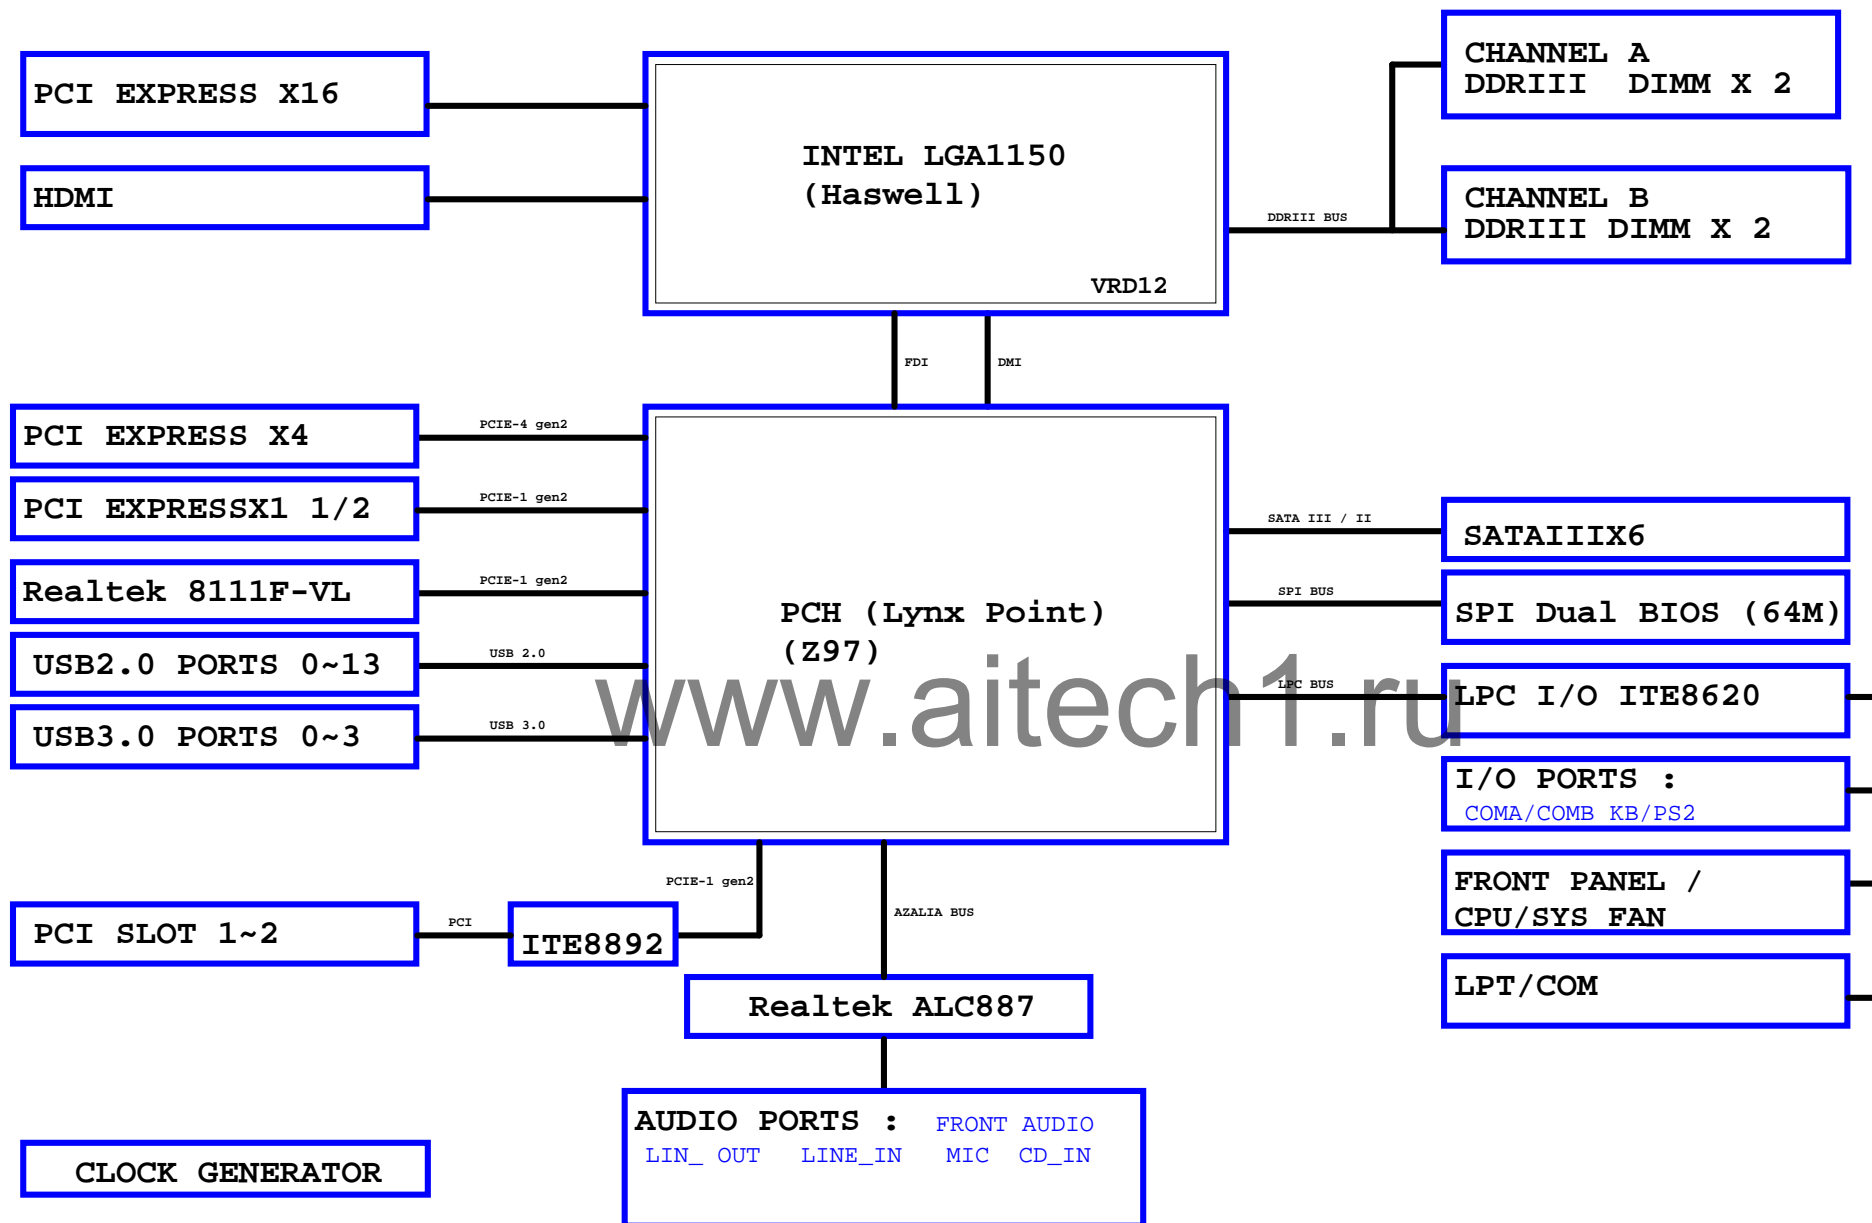 PCI EXPRESS X16
HDMI
INTEL LGA1150
(Haswell)
VRD12
DDRIII BUS
CHANNEL A
DDRIII DIMM X 2
CHANNEL B
DDRIII DIMM X 2
FDI
DMI
PCI EXPRESS X4
PCIE-4 gen2
PCI EXPRESSX1 1/2
PCIE-1 gen2
Realtek 8111F-VL
PCIE-1 gen2
USB2.0 PORTS 0~13
USB 2.0
USB3.0 PORTS 0~3
USB 3.0
PCH (Lynx Point)
(Z97)
www.aitech1.ru
SATA III / II
SATAIIIX6
SPI BUS
SPI Dual BIOS (64M)
LPC BUS
LPC I/O ITE8620
I/O PORTS :
COMA/COMB KB/PS2
FRONT PANEL /
CPU/SYS FAN
LPT/COM
PCI SLOT 1~2
PCI
ITE8892
PCIE-1 gen2
AZALIA BUS
Realtek ALC887
AUDIO PORTS : FRONT AUDIO
LIN_ OUT LINE_IN MIC CD_IN
CLOCK GENERATOR